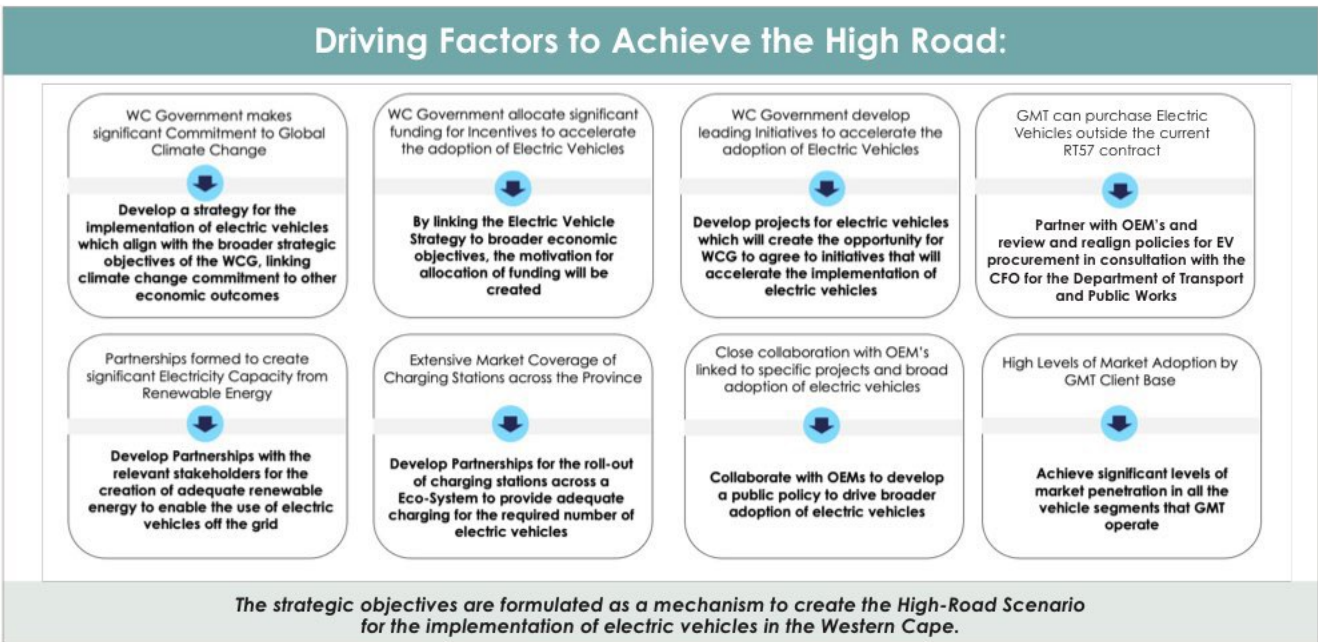 Driving Factors to Achieve the High Road:
WC Government makes
significant Commitment to Global
Climate Change
Develop a strategy for the
implementation of electric vehicles
which align with the broader strategic
objectives of the WCG, linking
climate change commitment to other
economic outcomes
WC Government allocate significant
funding for Incentives to accelerate
the adoption of Electric Vehicles
By linking the Electric Vehicle
Strategy to broader economic
objectives, the motivation for
allocation of funding will be
created
WC Government develop
leading Initiatives to accelerate the
adoption of Electric Vehicles
Develop projects for electric vehicles
which will create the opportunity for
WCG to agree to initiatives that will
accelerate the implementation of
electric vehicles
GMT can purchase Electric
Vehicles outside the current
RT57 contract
Partner with OEM's and
review and realign policies for EV
procurement in consultation with the
CFO for the Department of Transport
and Public Works
Partnerships formed to create
significant Electricity Capacity from
Renewable Energy
Develop Partnerships with the
relevant stakeholders for the
creation of adequate renewable
energy to enable the use of electric
vehicles off the grid
Extensive Market Coverage of
Charging Stations across the Province
Develop Partnerships for the roll-out
of charging stations across a
Eco-System to provide adequate
charging for the required number of
electric vehicles
Close collaboration with OEM's
linked to specific projects and broad
adoption of electric vehicles
Collaborate with OEMs to develop
a public policy to drive broader
adoption of electric vehicles
High Levels of Market Adoption by
GMT Client Base
Achieve significant levels of
market penetration in all the
vehicle segments that GMT
operate
The strategic objectives are formulated as a mechanism to create the High-Road Scenario
for the implementation of electric vehicles in the Western Cape.